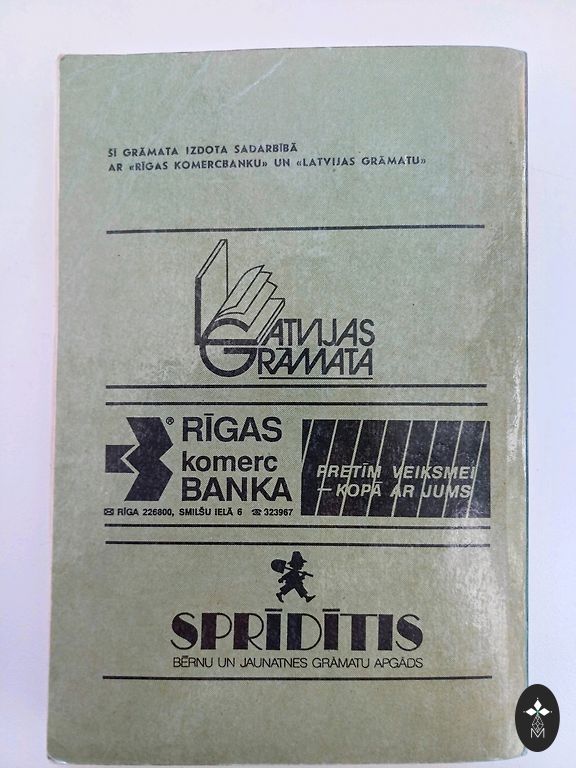 ŠĪ GRĀMATA IZDOTA SADARBĪBĀ
AR «RĪGAS KOMERCBANKU» UN «LATVIJAS GRĀMATU»
LATVIJAS
GRĀMATA
® RĪGAS
komerc
BANKA
✉ RĪGA 226800, SMILŠU IELĀ 6 ☎ 323967
PRETĪM VEIKSMEI
— KOPĀ AR JUMS
SPRĪDĪTIS
BĒRNU UN JAUNATNES GRĀMATU APGĀDS
M